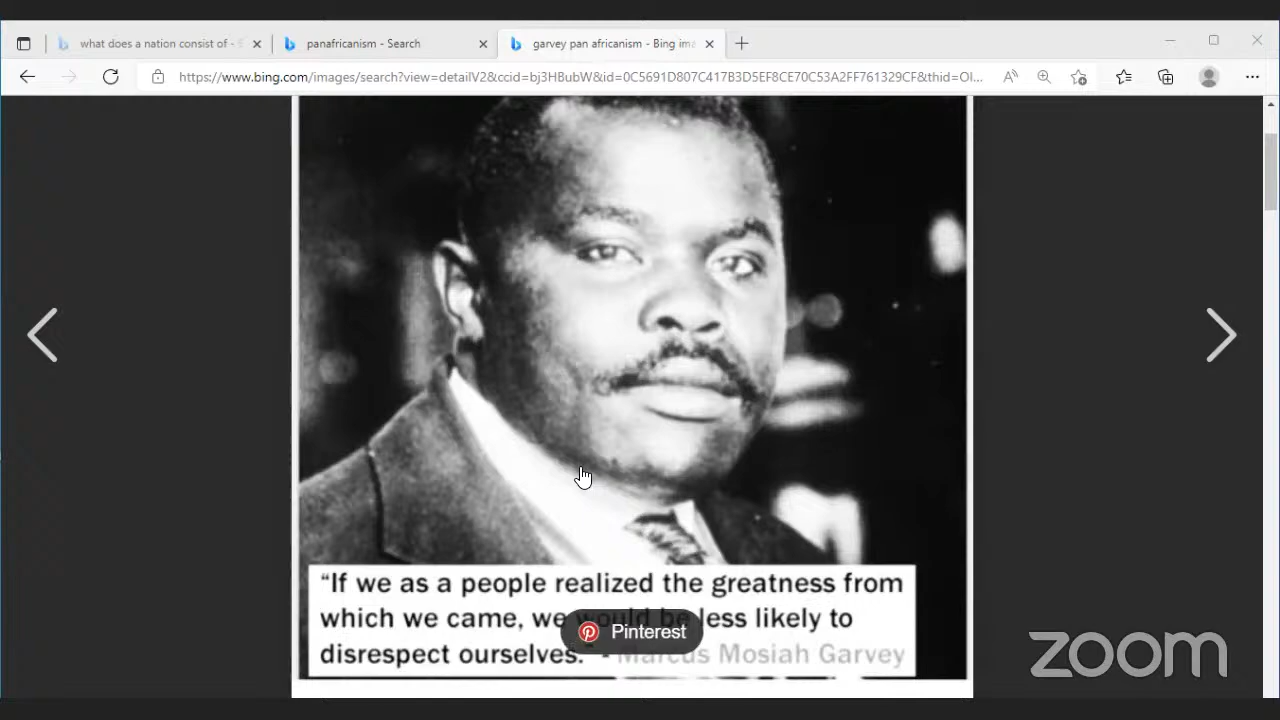 what does a nation consist of - 
panafricanism - Search
garvey pan africanism - Bing ima
https://www.bing.com/images/search?view=detailV2&ccid=bj3HBubW&id=0C5691D807C417B3D5EF8CE70C53A2FF761329CF&thid=OI...
“If we as a people realized the greatness from
which we came, we would be less likely to
disrespect ourselves.” - Marcus Mosiah Garvey
Pinterest
zoom